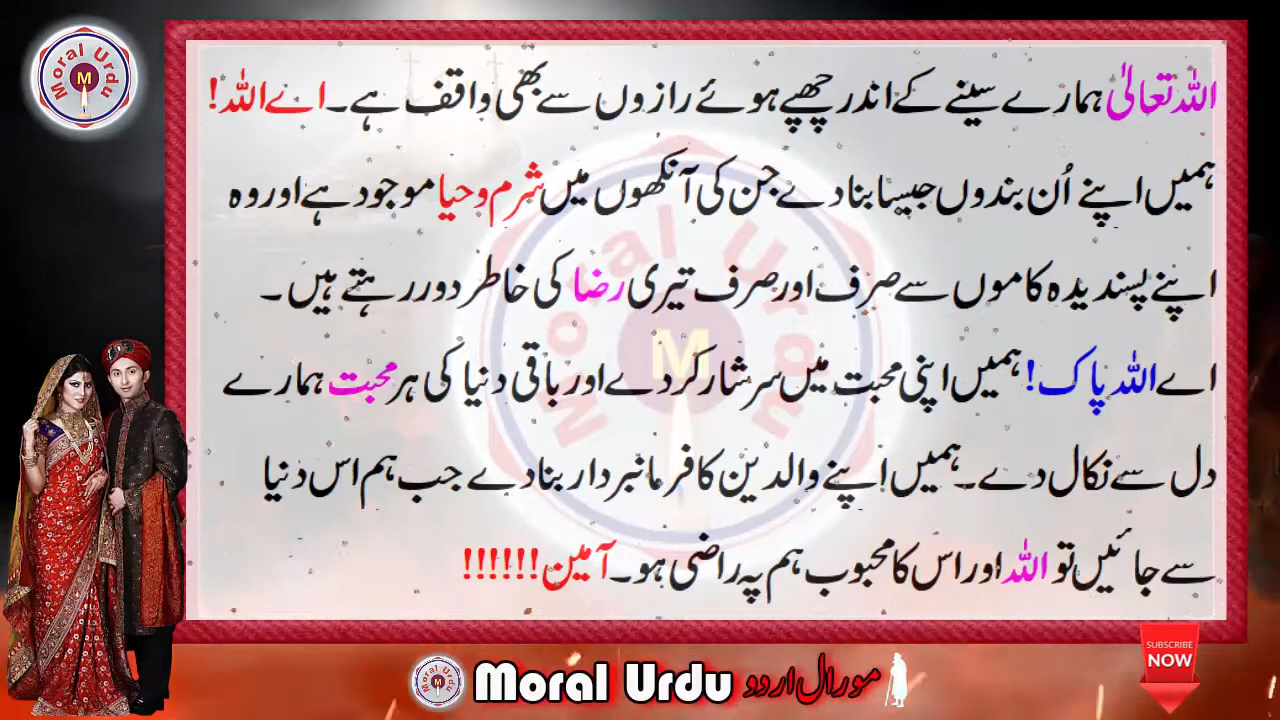 Moral Urdu
M
اللہ تعالیٰ ہمارے سینے کے اندر چھپے ہوئے رازوں سے بھی واقف ہے۔ اے اللہ!
ہمیں اپنے اُن بندوں جیسا بنا دے جن کی آنکھوں میں شرم و حیا موجود ہے اور وہ
اپنے پسندیدہ کاموں سے صرف اور صرف تیری رضا کی خاطر دور رہتے ہیں۔
اے اللہ پاک! ہمیں اپنی محبت میں سرشار کر دے اور باقی دنیا کی ہر محبت ہمارے
دل سے نکال دے۔ ہمیں اپنے والدین کا فرمانبردار بنا دے جب ہم اس دنیا
سے جائیں تو اللہ اور اس کا محبوب ہم پہ راضی ہو۔ آمین!!!!!!
Moral Urdu
M
Moral Urdu مورال اردو
SUBSCRIBE
NOW